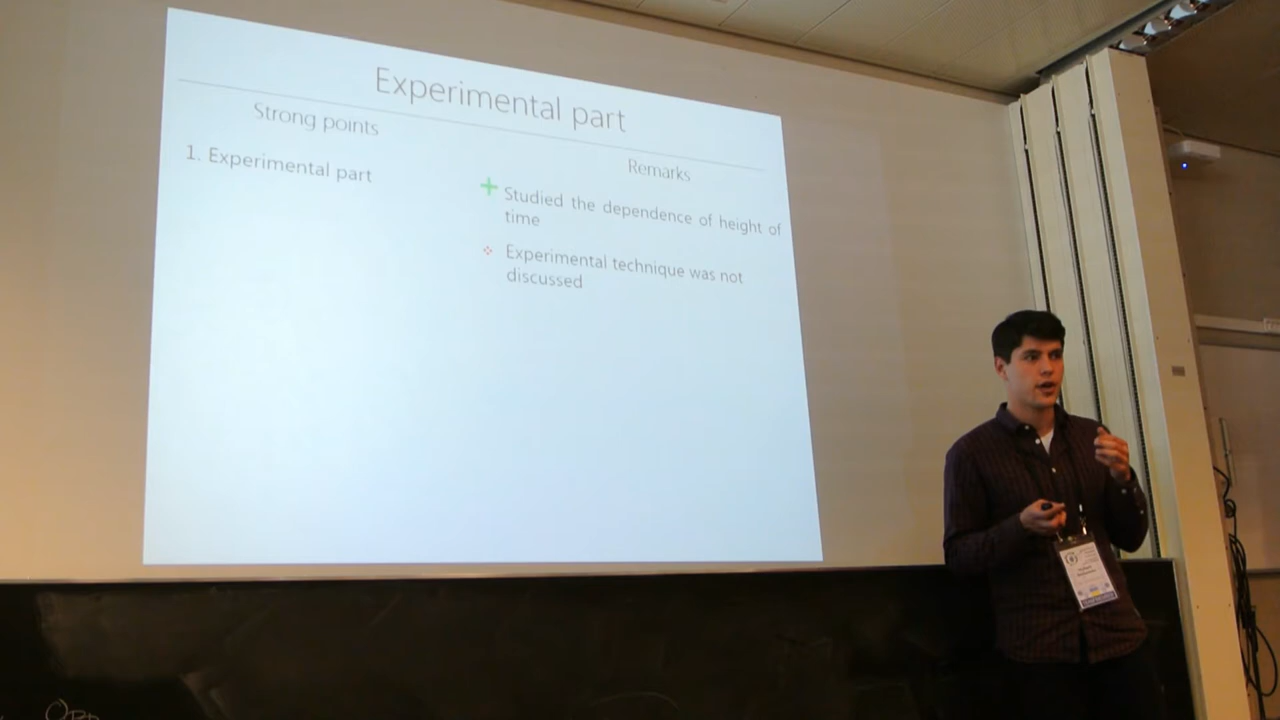 Experimental part
Strong points
Remarks
1. Experimental part
Studied the dependence of height of
time
Experimental technique was not
discussed